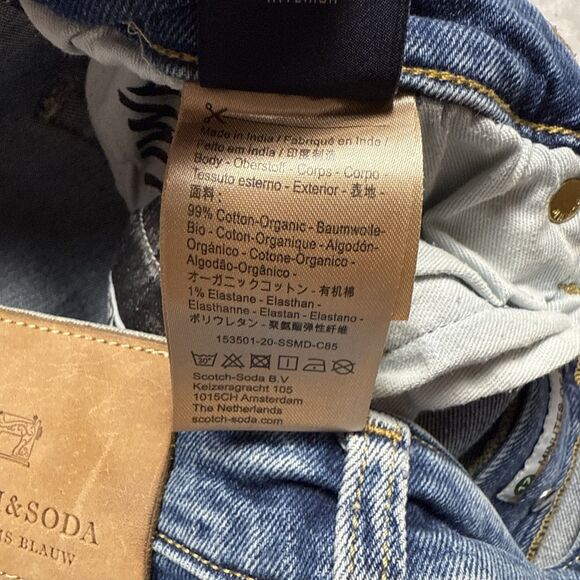 INTERIOR
Made in India / Fabriqué en India /
Feito em India / 印度制造
Body - Oberstoff - Corps - Corpo -
Tessuto esterno - Exterior - 表地 -
面料:
99% Cotton-Organic - Baumwolle-
Bio - Coton-Organique - Algodón-
Orgánico - Cotone-Organico -
Algodão-Orgânico -
オーガニックコットン - 有机棉
1% Elastane - Elasthan -
Elasthanne - Elastan - Elastano -
ポリウレタン - 聚氨酯弹性纤维
153501-20-SSMD-C85
30°
Scotch-Soda B.V
Keizersgracht 105
1015CH Amsterdam
The Netherlands
scotch-soda.com
&SODA
BLAUW